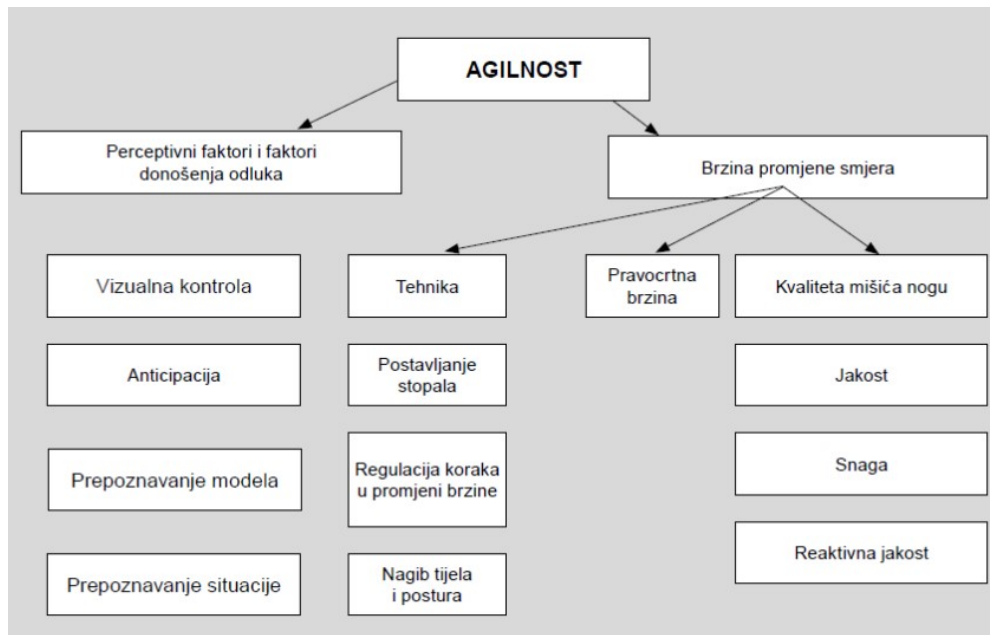 AGILNOST
Perceptivni faktori i faktori
donošenja odluka
Brzina promjene smjera
Vizualna kontrola
Tehnika
Pravocrtna
brzina
Kvaliteta mišića nogu
Anticipacija
Postavljanje
stopala
Jakost
Prepoznavanje modela
Regulacija koraka
u promjeni brzine
Snaga
Prepoznavanje situacije
Nagib tijela
i postura
Reaktivna jakost